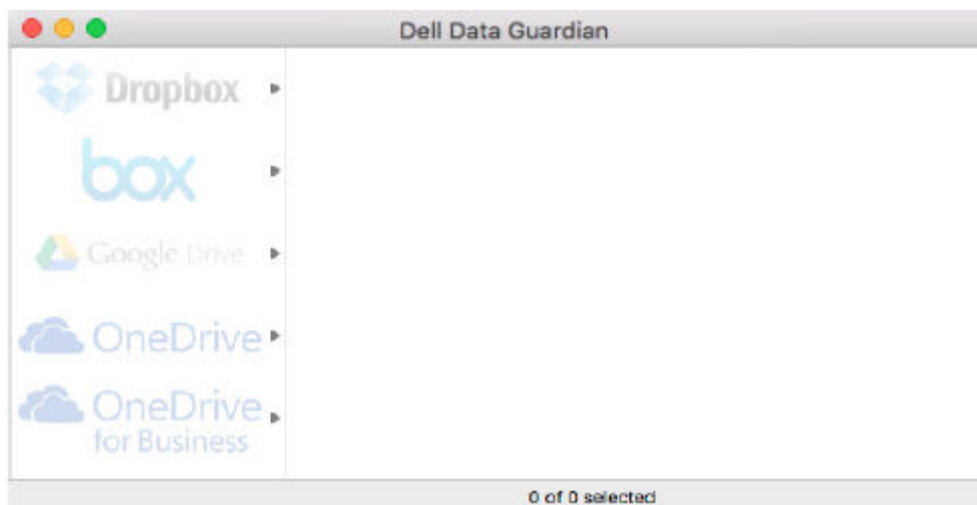 Dell Data Guardian
Dropbox
box
Google Drive
OneDrive
OneDrive
for Business
0 of 0 selected